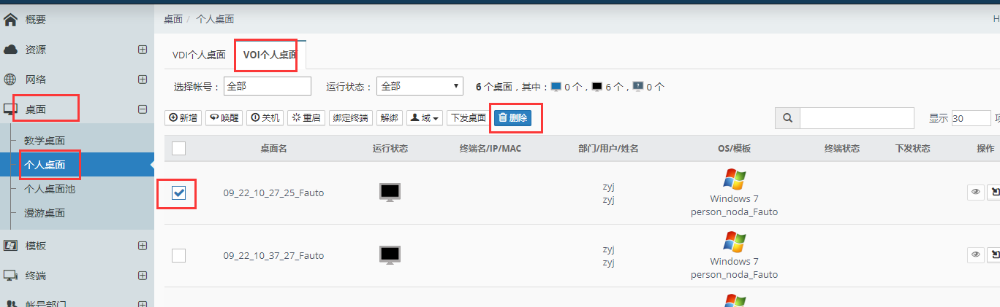 概要
资源
网络
桌面
教学桌面
个人桌面
个人桌面池
漫游桌面
模板
终端
帐号部门
桌面 / 个人桌面
H
VDI个人桌面 VOI个人桌面
选择帐号： 全部 运行状态： 全部 6 个桌面，其中： 0 个， 6 个， ? 0 个
新增 唤醒 关机 重启 绑定终端 解绑 域 下发桌面 删除 显示 30 项
桌面名 运行状态 终端名/IP/MAC 部门/用户/姓名 OS/模板 终端状态 下发状态 操作
09_22_10_27_25_Fauto
zyj
zyj
Windows 7
person_noda_Fauto
09_22_10_37_27_Fauto
zyj
zyj
Windows 7
person_noda_Fauto